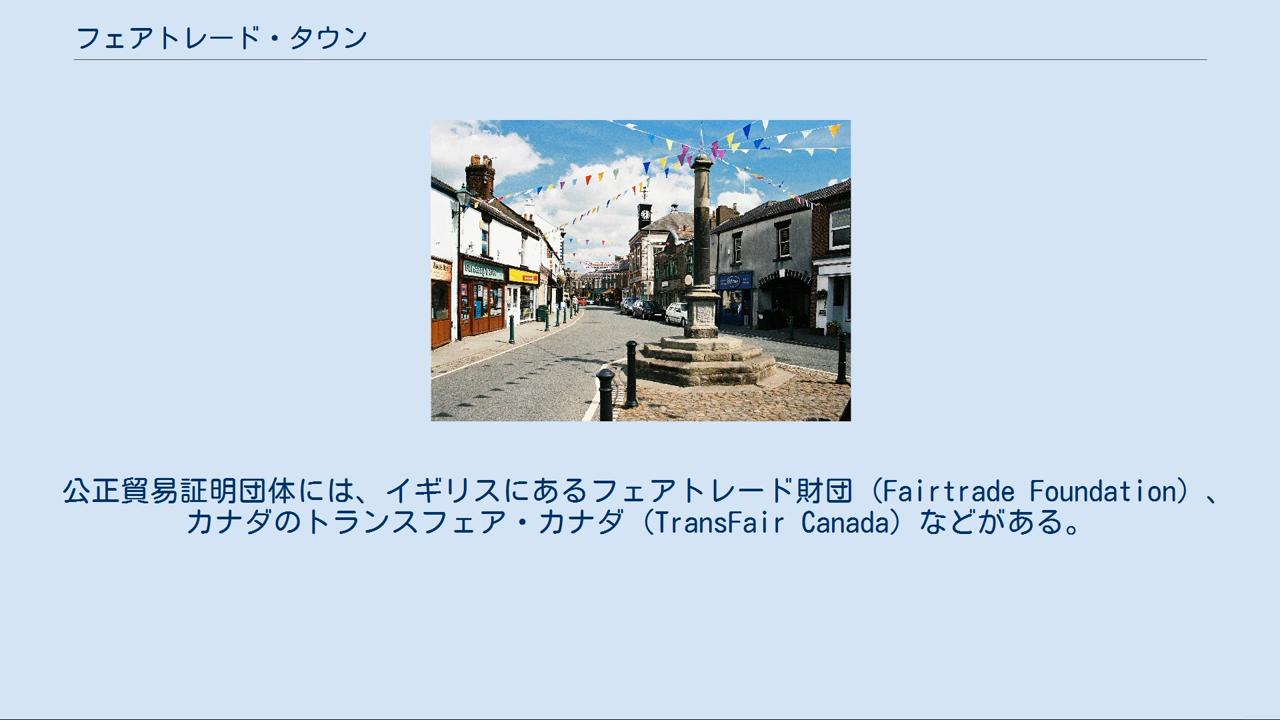 フェアトレード・タウン
公正貿易証明団体には、イギリスにあるフェアトレード財団（Fairtrade Foundation）、
カナダのトランスフェア・カナダ（TransFair Canada）などがある。